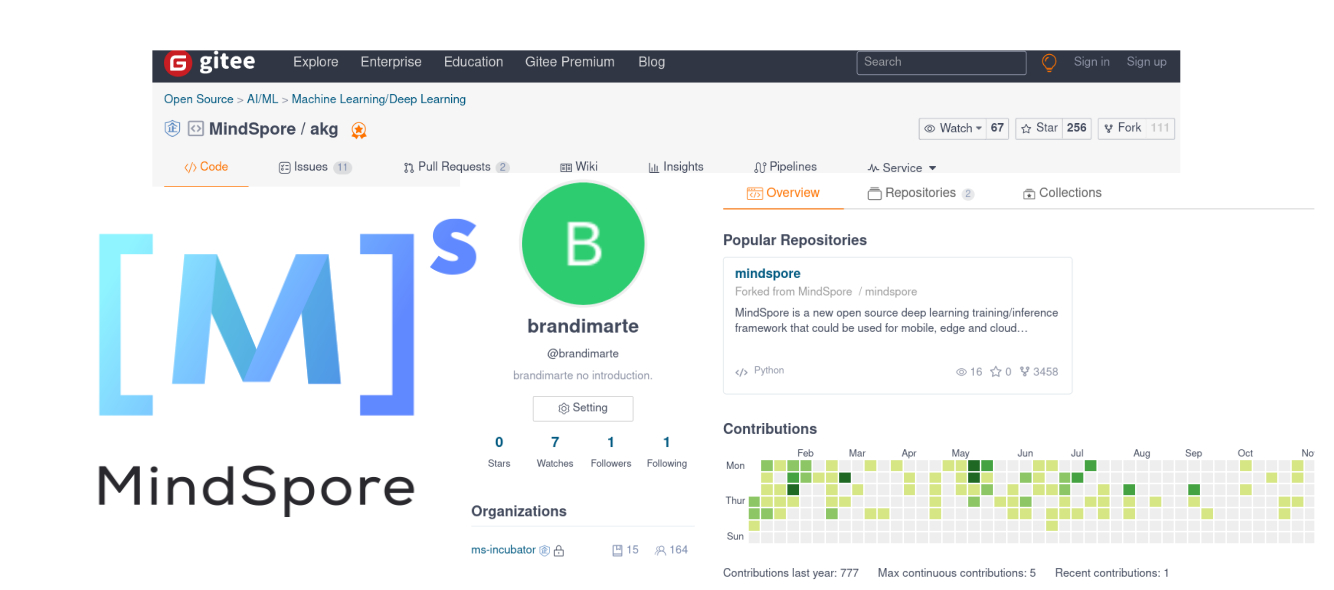 G gitee Explore Enterprise Education Gitee Premium Blog Search Sign in Sign up
Open Source > AI/ML > Machine Learning/Deep Learning
MindSpore / akg Watch 67 Star 256 Fork 111
Code Issues 11 Pull Requests 2 Wiki Insights Pipelines Service
[M]s
MindSpore
B
brandimarte
@brandimarte
brandimarte no introduction.
Setting
0 7 1 1
Stars Watches Followers Following
Organizations
ms-incubator 15 164
Overview Repositories 2 Collections
Popular Repositories
mindspore
Forked from MindSpore / mindspore
MindSpore is a new open source deep learning training/inference
framework that could be used for mobile, edge and cloud...
Python 16 0 3458
Contributions
Feb Mar Apr May Jun Jul Aug Sep Oct No
Mon
Thur
Sun
Contributions last year: 777 Max continuous contributions: 5 Recent contributions: 1